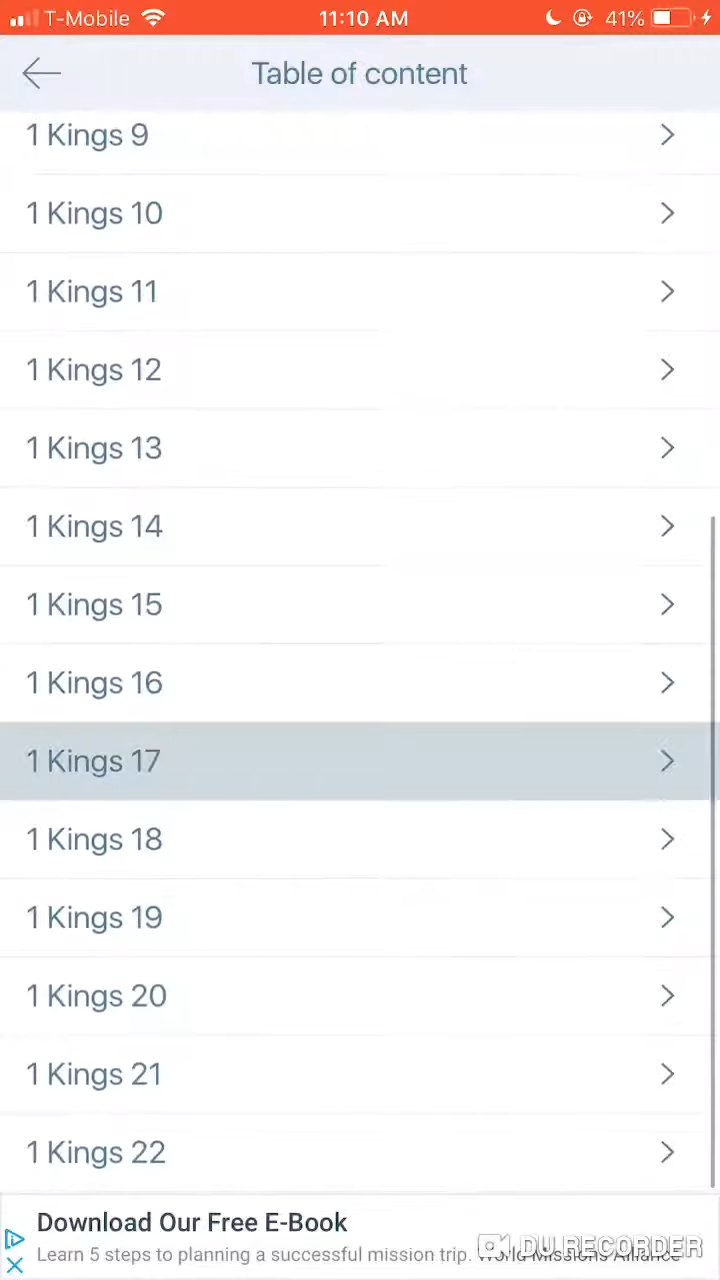 T-Mobile 11:10 AM 41%
Table of content
1 Kings 9
1 Kings 10
1 Kings 11
1 Kings 12
1 Kings 13
1 Kings 14
1 Kings 15
1 Kings 16
1 Kings 17
1 Kings 18
1 Kings 19
1 Kings 20
1 Kings 21
1 Kings 22
Download Our Free E-Book
Learn 5 steps to planning a successful mission trip. World Missions Alliance
DU RECORDER